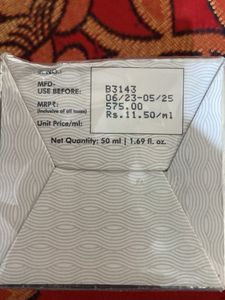 B3143
MFD-
USE BEFORE: 06/23-05/25
MRP₹: 575.00
(Inclusive of all taxes)
Unit Price/ml: Rs.11.50/ml
Net Quantity: 50 ml | 1.69 fl. oz.